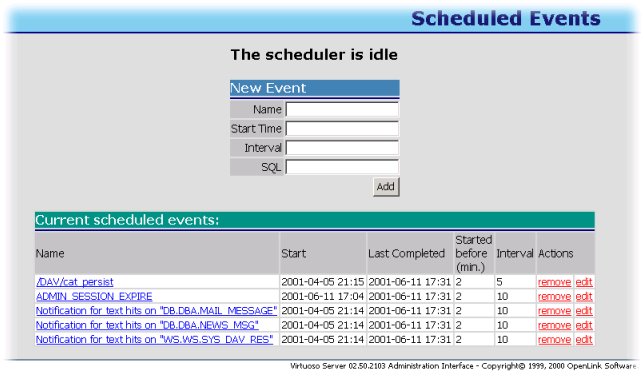 Scheduled Events
The scheduler is idle
New Event
Name
Start Time
Interval
SQL
Add
Current scheduled events:
Name Start Last Completed Started before (min.) Interval Actions
/DAV/cat_persist 2001-04-05 21:15 2001-06-11 17:31 2 5 remove edit
ADMIN_SESSION_EXPIRE 2001-06-11 17:04 2001-06-11 17:31 2 10 remove edit
Notification for text hits on "DB.DBA.MAIL_MESSAGE" 2001-04-05 21:14 2001-06-11 17:31 2 10 remove edit
Notification for text hits on "DB.DBA.NEWS_MSG" 2001-04-05 21:14 2001-06-11 17:31 2 10 remove edit
Notification for text hits on "WS.WS.SYS_DAV_RES" 2001-04-05 21:14 2001-06-11 17:31 2 10 remove edit
Virtuoso Server 02.50.2103 Administration Interface - Copyright© 1999, 2000 OpenLink Software